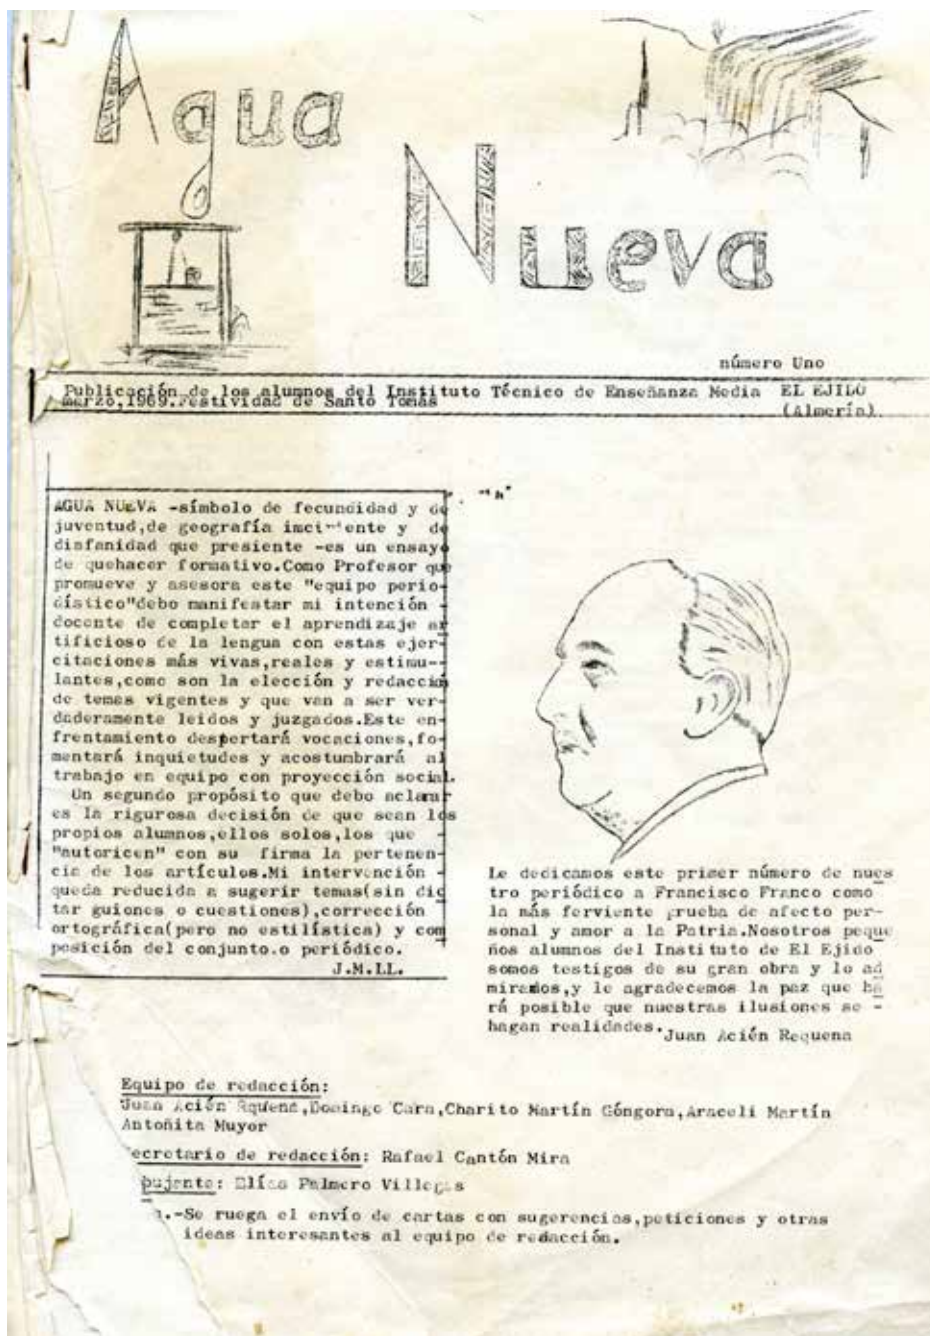 Agua
Nueva
número Uno
Publicación de los alumnos del Instituto Técnico de Enseñanza Media EL EJIDO
marzo,1969.Festividad de Santo Tomás (Almería)
AGUA NUEVA -símbolo de fecundidad y de
juventud,de geografía y de
diafanidad que presiente -es un ensayo
de quehacer formativo.Como Profesor que
promueve y asesora este "equipo perio-
dístico"debo manifestar mi intención -
docente de completar el aprendizaje ar
tificioso de la lengua con estas ejer-
citaciones más vivas,reales y estimu--
lantes,como son la elección y redacción
de temas vigentes y que van a ser ver-
daderamente leidos y juzgados.Este en-
frentamiento despertará vocaciones,fo-
mentará inquietudes y acostumbrará al
trabajo en equipo con proyección social.
Un segundo propósito que debo aclarar
es la rigurosa decisión de que sean los
propios alumnos,ellos solos,los que -
"autoricen" con su firma la pertenen-
cia de los artículos.Mi intervención -
queda reducida a sugerir temas(sin dic
tar guiones o cuestiones),corrección -
ortográfica(pero no estilística) y com
posición del conjunto.o periódico.
J.M.LL.
Le dedicamos este primer número de nues
tro periódico a Francisco Franco como
la más ferviente prueba de afecto per-
sonal y amor a la Patria.Nosotros peque
ños alumnos del Instituto de El Ejido
somos testigos de su gran obra y lo ad
miramos,y le agradecemos la paz que ha
rá posible que nuestras ilusiones se -
hagan realidades.
Juan Acién Requena
Equipo de redacción:
Juan Acién Rquena,Domingo Cara,Charito Martín Góngora,Araceli Martín
Antoñita Muyor
ecretario de redacción: Rafael Cantón Mira
bujante: Elías Palmero Villegas
.-Se ruega el envío de cartas con sugerencias,peticiones y otras
ideas interesantes al equipo de redacción.